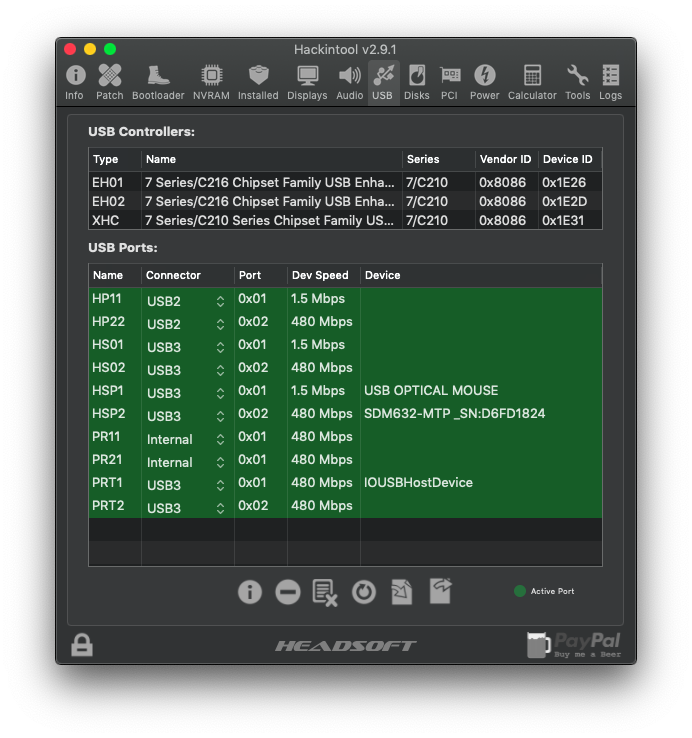 Hackintool v2.9.1
Info Patch Bootloader NVRAM Installed Displays Audio USB Disks PCI Power Calculator Tools Logs
USB Controllers:
Type Name Series Vendor ID Device ID
EH01 7 Series/C216 Chipset Family USB Enha... 7/C210 0x8086 0x1E26
EH02 7 Series/C216 Chipset Family USB Enha... 7/C210 0x8086 0x1E2D
XHC 7 Series/C210 Series Chipset Family US... 7/C210 0x8086 0x1E31
USB Ports:
Name Connector Port Dev Speed Device
HP11 USB2 0x01 1.5 Mbps
HP22 USB2 0x02 480 Mbps
HS01 USB3 0x01 1.5 Mbps
HS02 USB3 0x02 480 Mbps
HSP1 USB3 0x01 1.5 Mbps USB OPTICAL MOUSE
HSP2 USB3 0x02 480 Mbps SDM632-MTP _SN:D6FD1824
PR11 Internal 0x01 480 Mbps
PR21 Internal 0x01 480 Mbps
PRT1 USB3 0x01 480 Mbps IOUSBHostDevice
PRT2 USB3 0x02 480 Mbps
Active Port
HEADSOFT
PayPal
Buy me a Beer